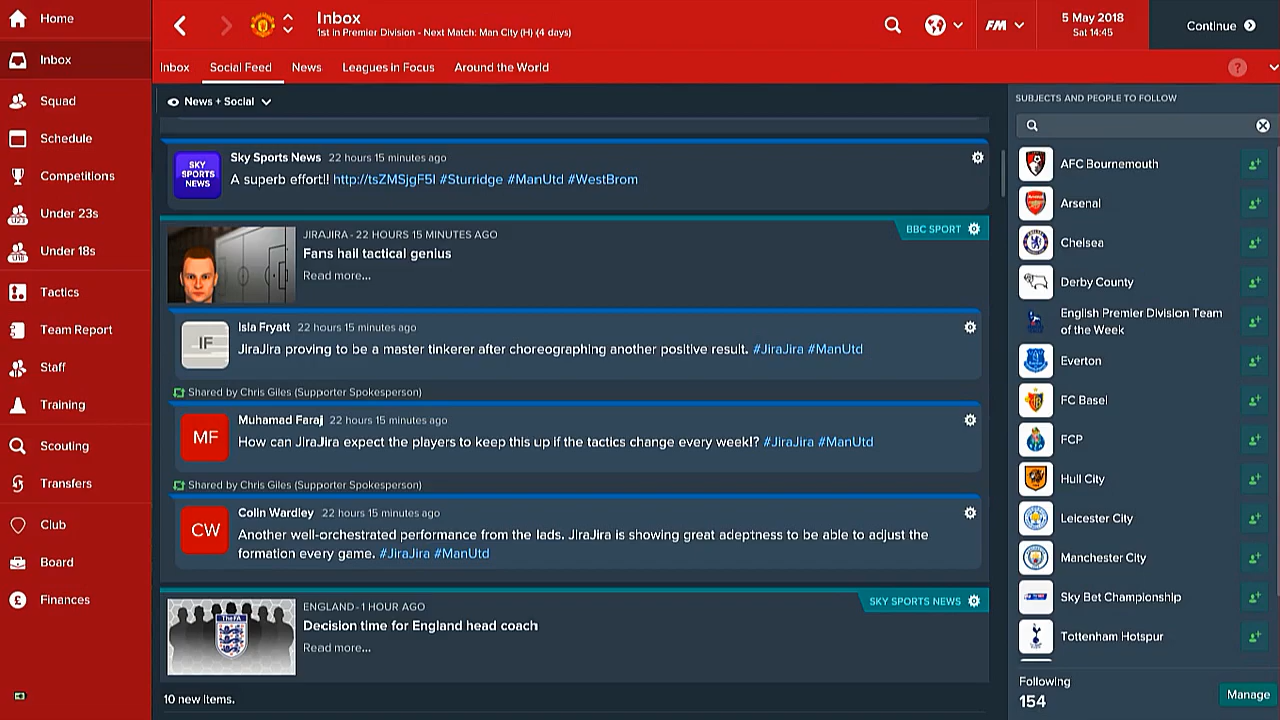 Home
Inbox
Squad
Schedule
Competitions
Under 23s
Under 18s
Tactics
Team Report
Staff
Training
Scouting
Transfers
Club
Board
Finances
Inbox
1st in Premier Division - Next Match: Man City (H) (4 days)
FM
5 May 2018
Sat 14:45
Continue
Inbox
Social Feed
News
Leagues in Focus
Around the World
?
News + Social
SKY SPORTS NEWS
Sky Sports News 22 hours 15 minutes ago
A superb effort!! http://tsZMSjgF5l #Sturridge #ManUtd #WestBrom
JIRAJIRA - 22 HOURS 15 MINUTES AGO
BBC SPORT
Fans hail tactical genius
Read more...
IF
Isla Fryatt 22 hours 15 minutes ago
JiraJira proving to be a master tinkerer after choreographing another positive result. #JiraJira #ManUtd
Shared by Chris Giles (Supporter Spokesperson)
MF
Muhamad Faraj 22 hours 15 minutes ago
How can JiraJira expect the players to keep this up if the tactics change every week!? #JiraJira #ManUtd
Shared by Chris Giles (Supporter Spokesperson)
CW
Colin Wardley 22 hours 15 minutes ago
Another well-orchestrated performance from the lads. JiraJira is showing great adeptness to be able to adjust the
formation every game. #JiraJira #ManUtd
ENGLAND - 1 HOUR AGO
SKY SPORTS NEWS
Decision time for England head coach
Read more...
10 new items.
SUBJECTS AND PEOPLE TO FOLLOW
AFC Bournemouth
Arsenal
Chelsea
Derby County
English Premier Division Team
of the Week
Everton
FC Basel
FCP
Hull City
Leicester City
Manchester City
Sky Bet Championship
Tottenham Hotspur
Following
154
Manage